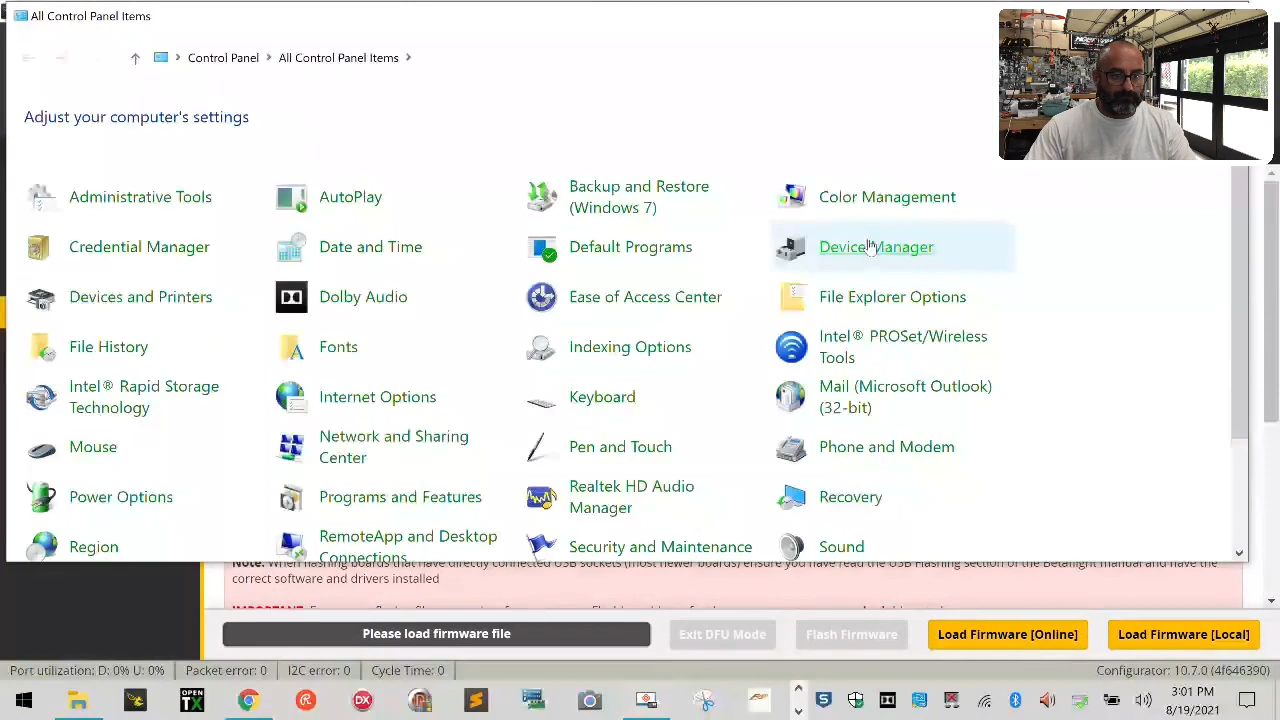 All Control Panel Items
Control Panel
All Control Panel Items
Adjust your computer's settings
Administrative Tools
AutoPlay
Backup and Restore
(Windows 7)
Color Management
Credential Manager
Date and Time
Default Programs
Device Manager
Devices and Printers
Dolby Audio
Ease of Access Center
File Explorer Options
File History
Fonts
Indexing Options
Intel® PROSet/Wireless
Tools
Intel® Rapid Storage
Technology
Internet Options
Keyboard
Mail (Microsoft Outlook)
(32-bit)
Mouse
Network and Sharing
Center
Pen and Touch
Phone and Modem
Power Options
Programs and Features
Realtek HD Audio
Manager
Recovery
Region
RemoteApp and Desktop
Connections
Security and Maintenance
Sound
Note: When flashing boards that have directly connected USB sockets (most newer boards) ensure you have read the USB Flashing section of the Betaflight manual and have the
correct software and drivers installed
IMPORTANT
Please load firmware file
Exit DFU Mode
Flash Firmware
Load Firmware [Online]
Load Firmware [Local]
Port utilization: D: 0% U: 0%
Packet error: 0
I2C error: 0
Cycle Time: 0
Configurator: 10.7.0 (4f646390)
OPEN
TX
DX
3:01 PM
8/19/2021